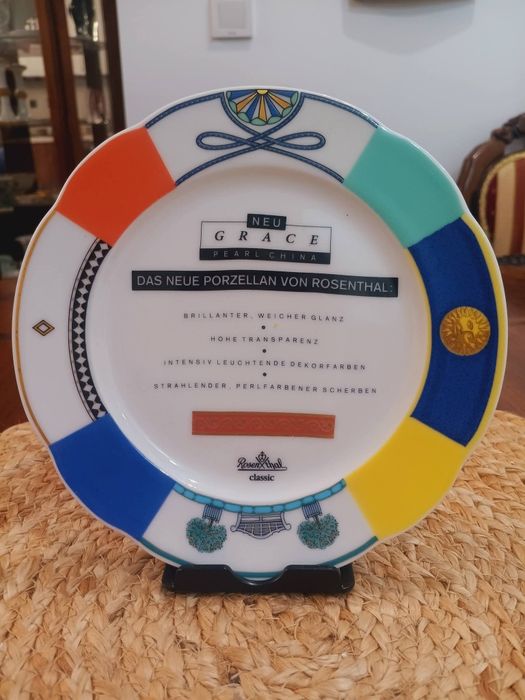 NEU
GRACE
PEARL CHINA
DAS NEUE PORZELLAN VON ROSENTHAL:
BRILLANTER, WEICHER GLANZ
HOHE TRANSPARENZ
INTENSIV LEUCHTENDE DEKORFARBEN
STRAHLENDER, PERLFARBENER SCHERBEN
Rosenthal
classic